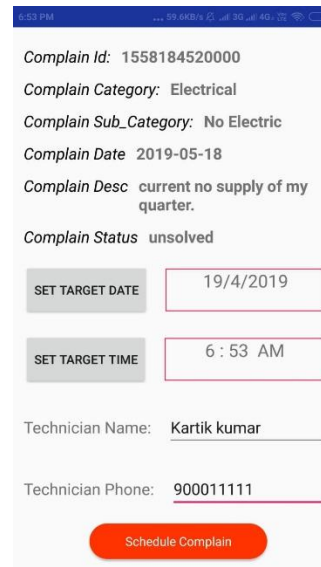 6:53 PM ... 59.6KB/s 3G 4G+
Complain Id: 1558184520000
Complain Category: Electrical
Complain Sub_Category: No Electric
Complain Date 2019-05-18
Complain Desc current no supply of my
quarter.
Complain Status unsolved
SET TARGET DATE 19/4/2019
SET TARGET TIME 6 : 53 AM
Technician Name: Kartik kumar
Technician Phone: 900011111
Schedule Complain